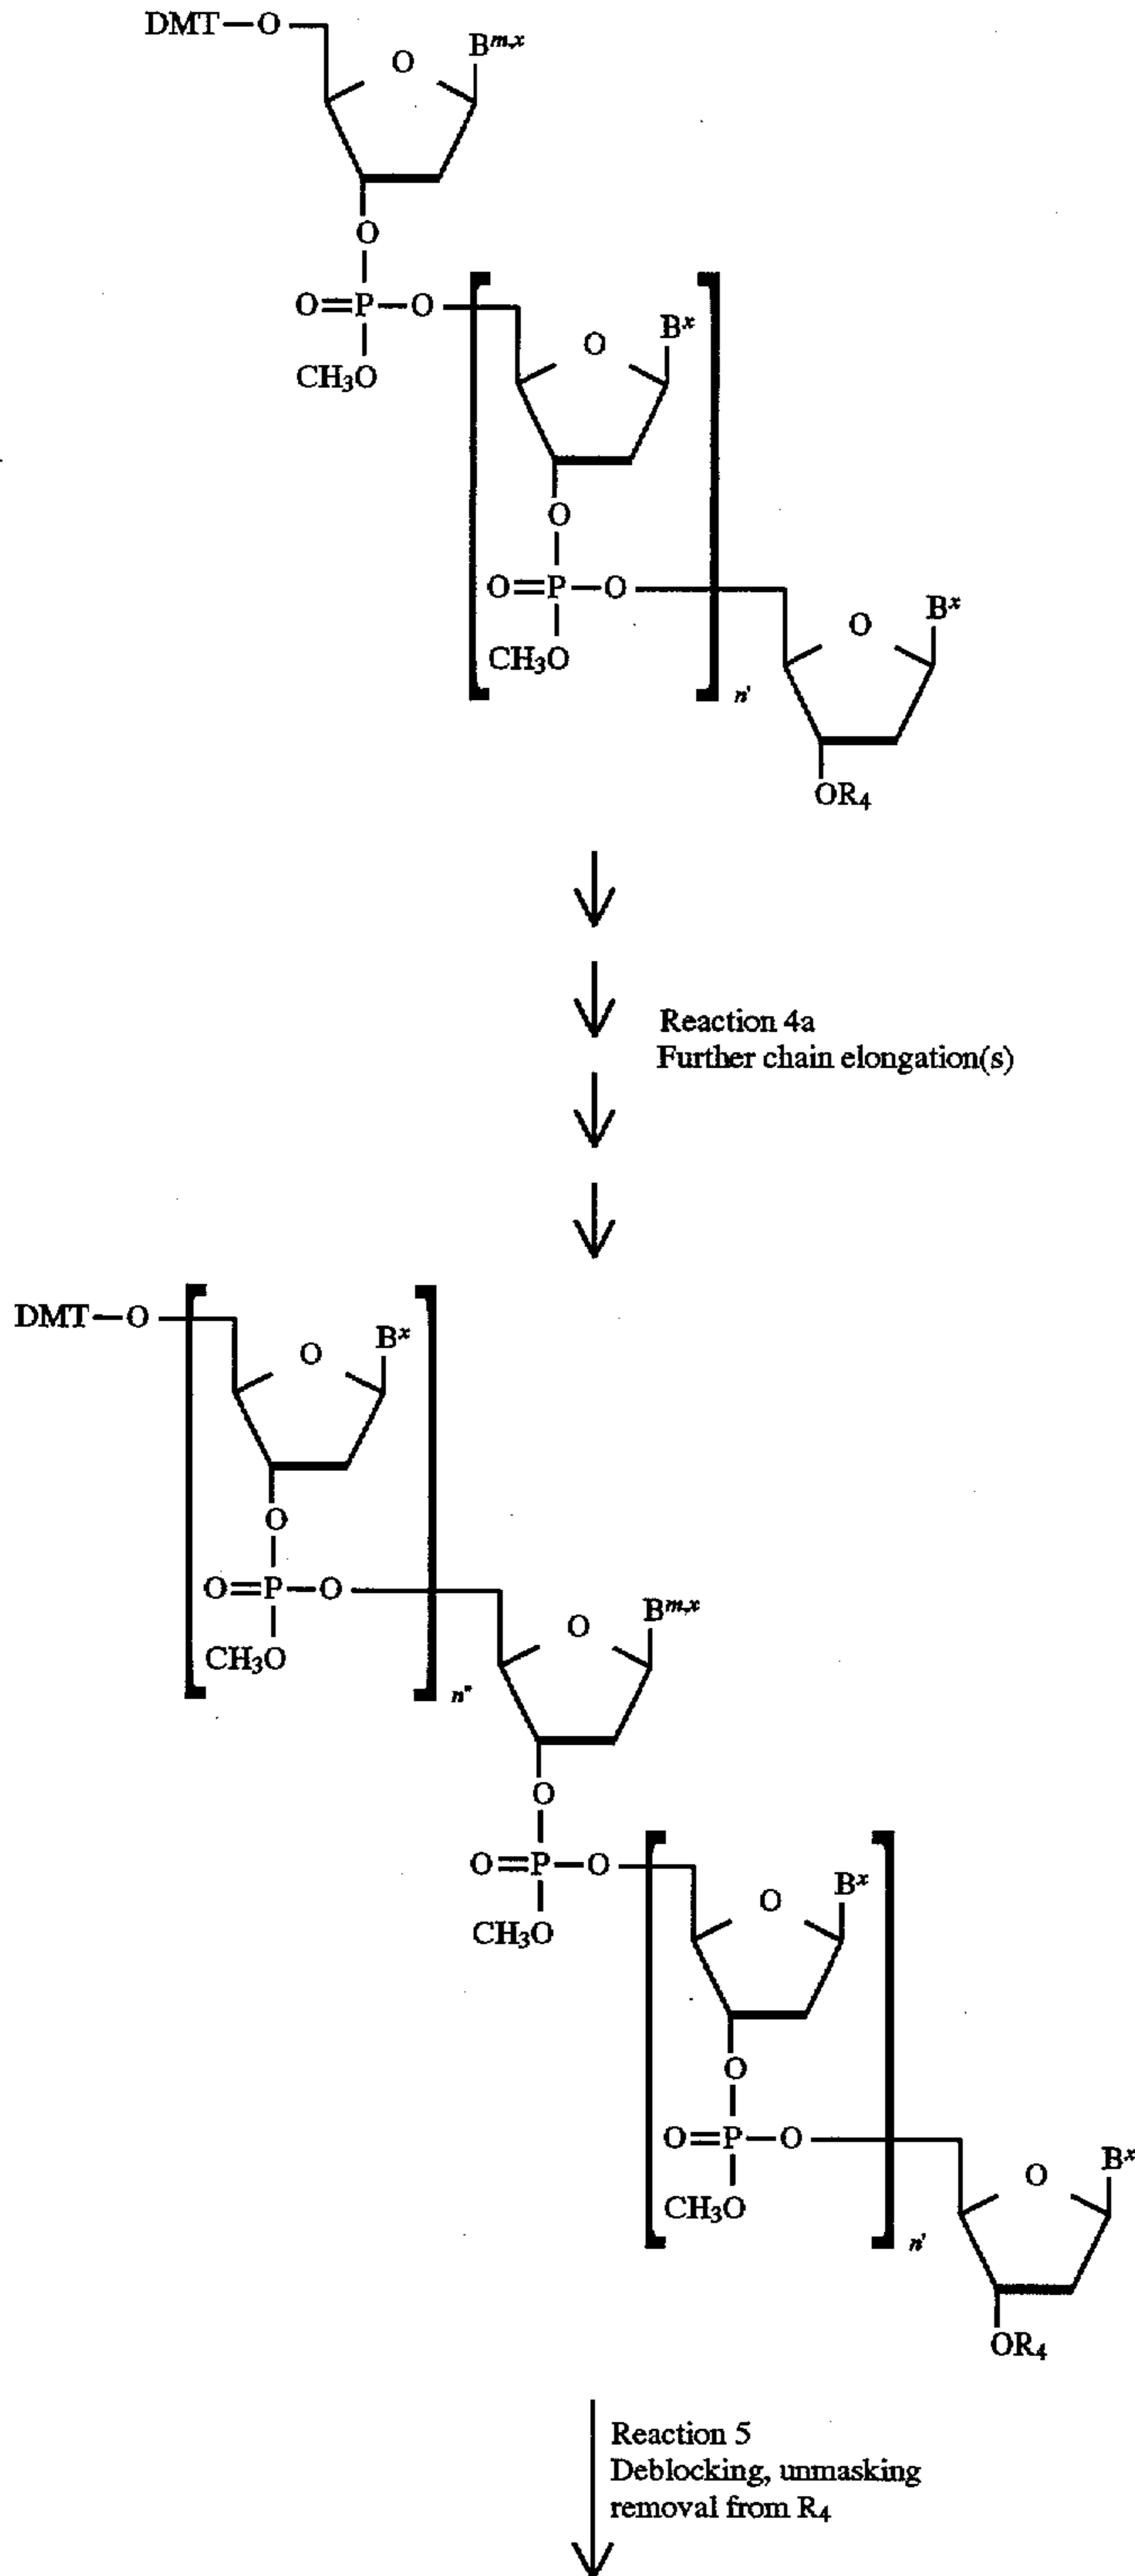 DMT—O
O
B^m,x
O
O=P—O
CH₃O
O
B^x
O
O=P—O
CH₃O
n'
O
B^x
OR₄
Reaction 4a
Further chain elongation(s)
DMT—O
O
B^x
O
O=P—O
CH₃O
n"
O
B^m,x
O
O=P—O
CH₃O
O
B^x
O
O=P—O
CH₃O
n'
O
B^x
OR₄
Reaction 5
Deblocking, unmasking
removal from R₄